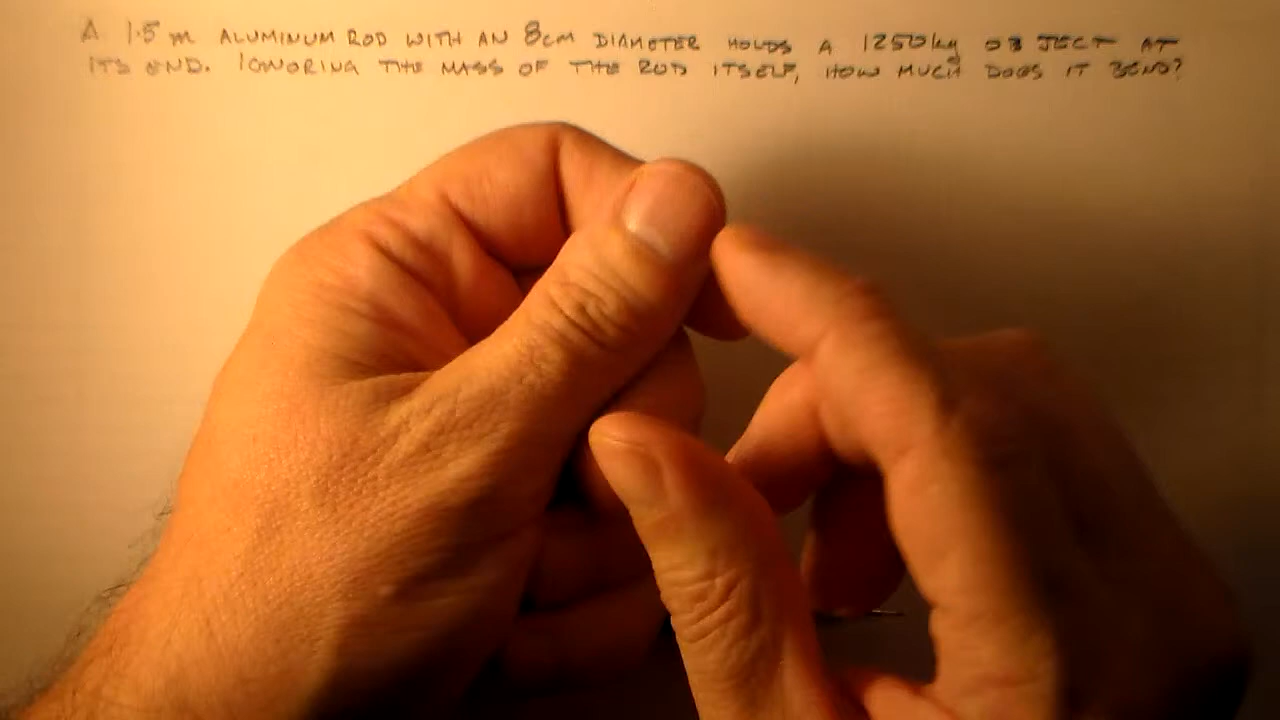 A 1.5 m ALUMINUM ROD WITH AN 8cm DIAMETER HOLDS A 1250kg OBJECT AT
ITS END. IGNORING THE MASS OF THE ROD ITSELF, HOW MUCH DOES IT BEND?